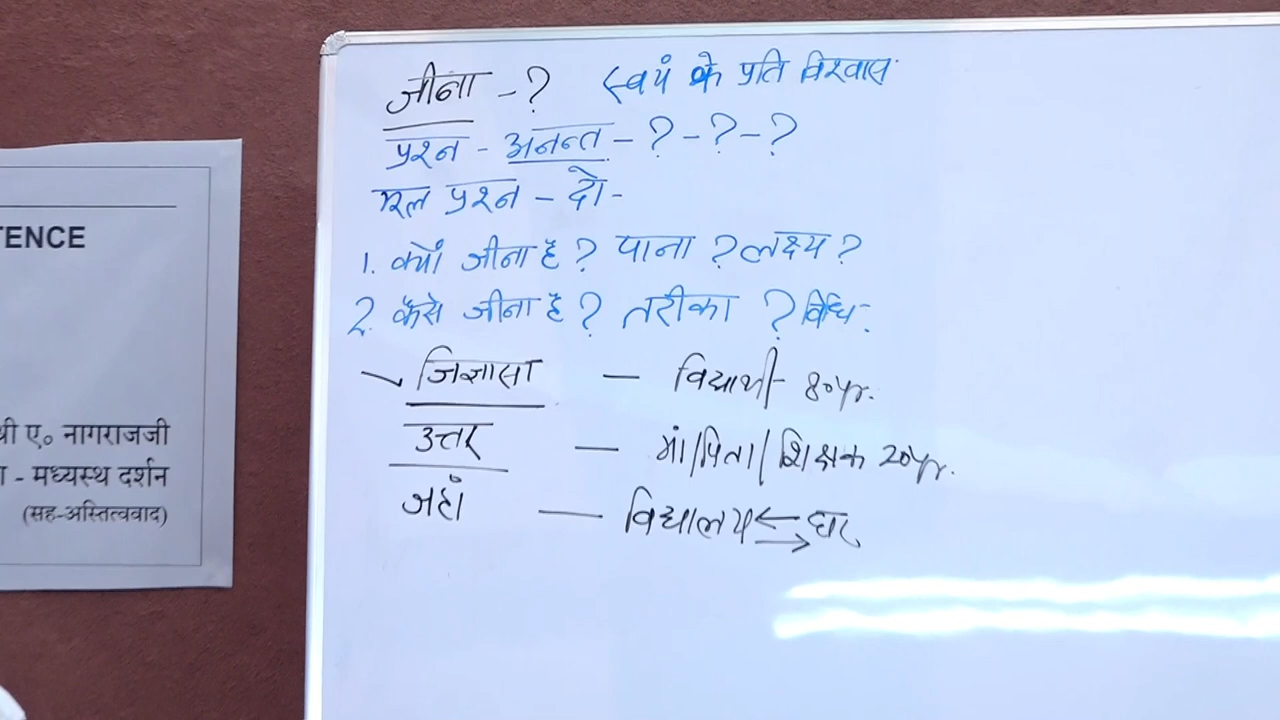 जीना - ? स्वयं के प्रति विश्वास
प्रश्न - अनन्त - ? - ? - ?
मूल प्रश्न - दो -
1. क्यों जीना है ? पाना ? लक्ष्य ?
2. कैसे जीना है ? तरीका ? विधि :
जिज्ञासा — विद्यार्थी - 80yr.
उत्तर — मां/पिता/शिक्षक 20yr.
जहाँ — विद्यालय ⇄ घर
TENCE
ए० नागराजजी
- मध्यस्थ दर्शन
(सह-अस्तित्ववाद)